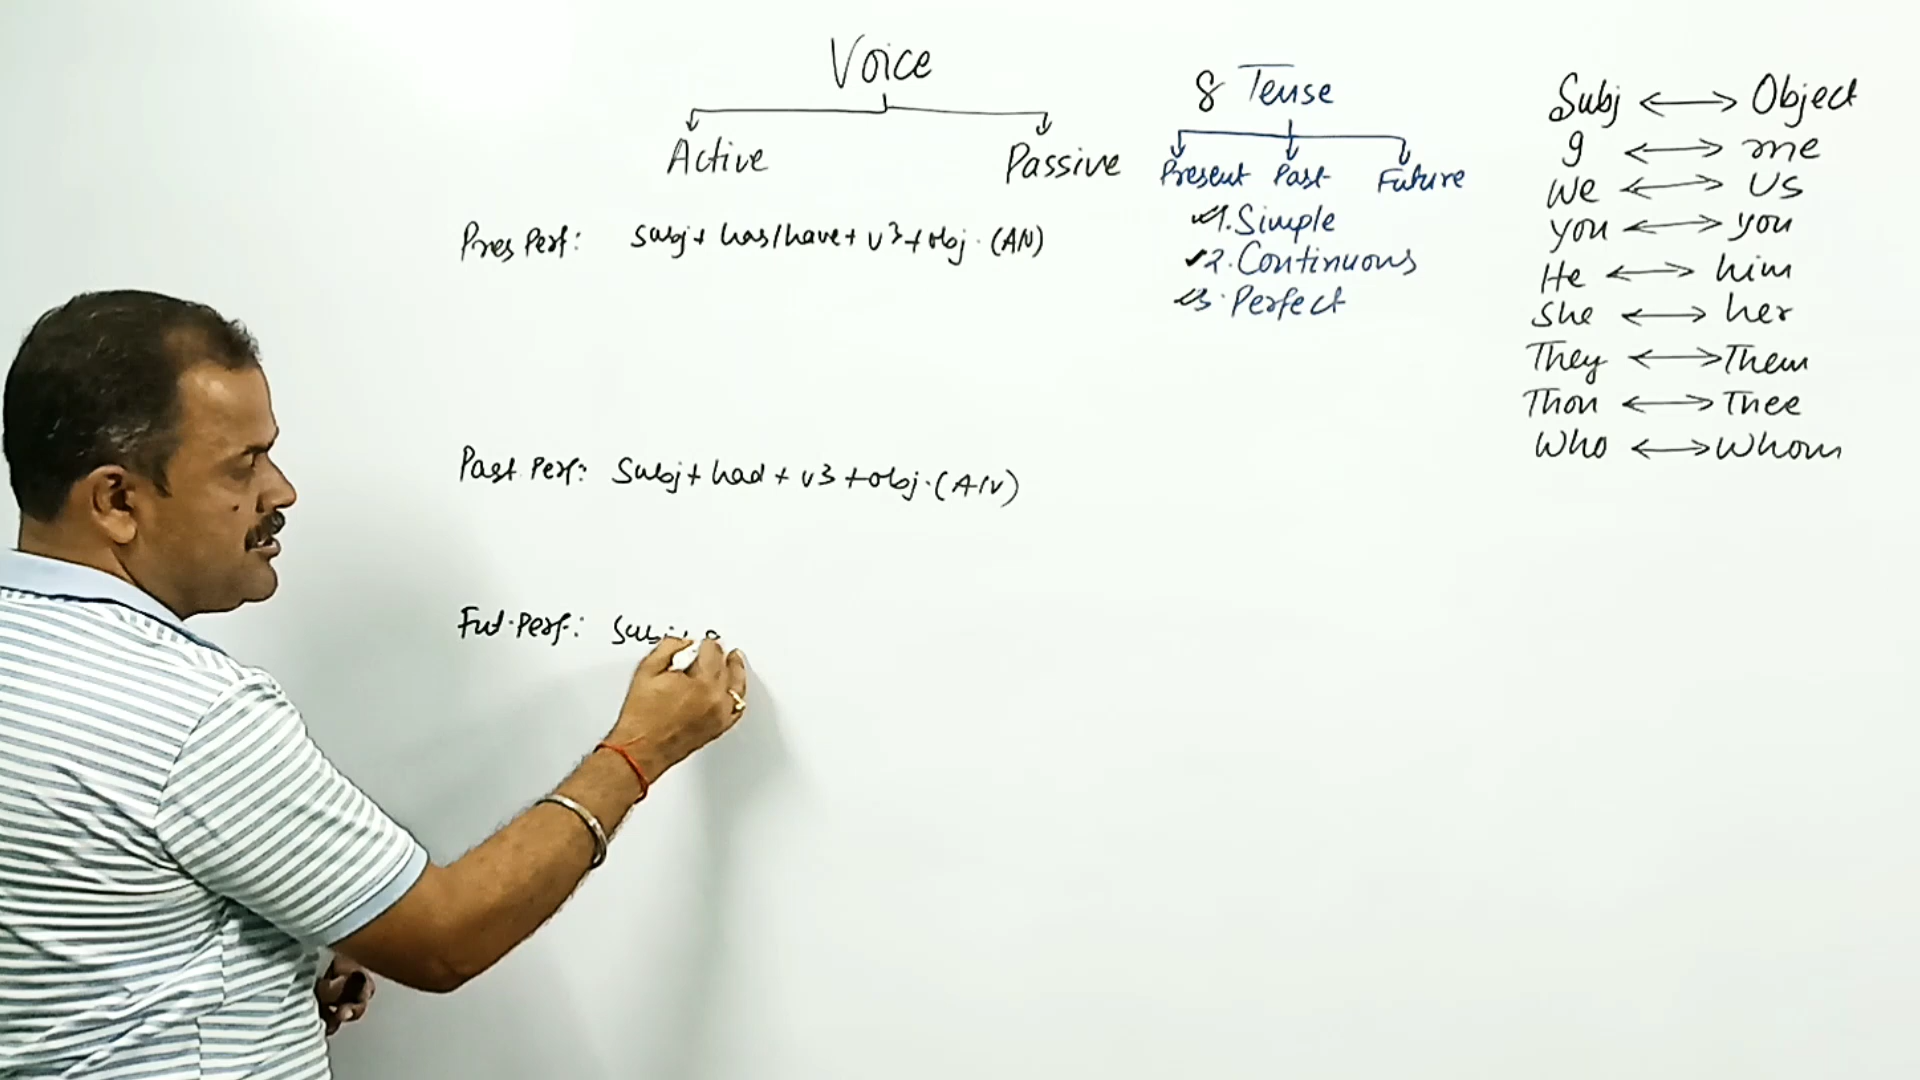 Voice
Active Passive
Pres Perf: Subj + has/have + v3 + obj. (AV)
Past Perf: Subj + had + v3 + obj. (A/V)
Fut. Perf.: Subj +
8 Tense
Present Past Future
1. Simple
2. Continuous
3. Perfect
Subj ⟷ Object
I ⟷ me
We ⟷ US
you ⟷ you
He ⟷ him
She ⟷ her
They ⟷ Them
Thou ⟷ Thee
Who ⟷ Whom